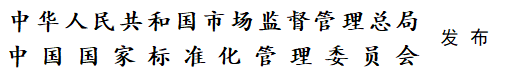 中华人民共和国市场监督管理总局
中国国家标准化管理委员会
发布